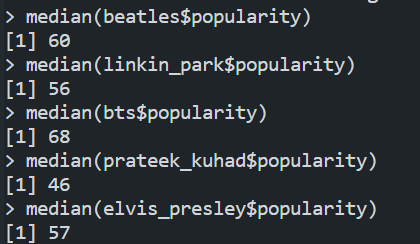 > median(beatles$popularity)
[1] 60
> median(linkin_park$popularity)
[1] 56
> median(bts$popularity)
[1] 68
> median(prateek_kuhad$popularity)
[1] 46
> median(elvis_presley$popularity)
[1] 57